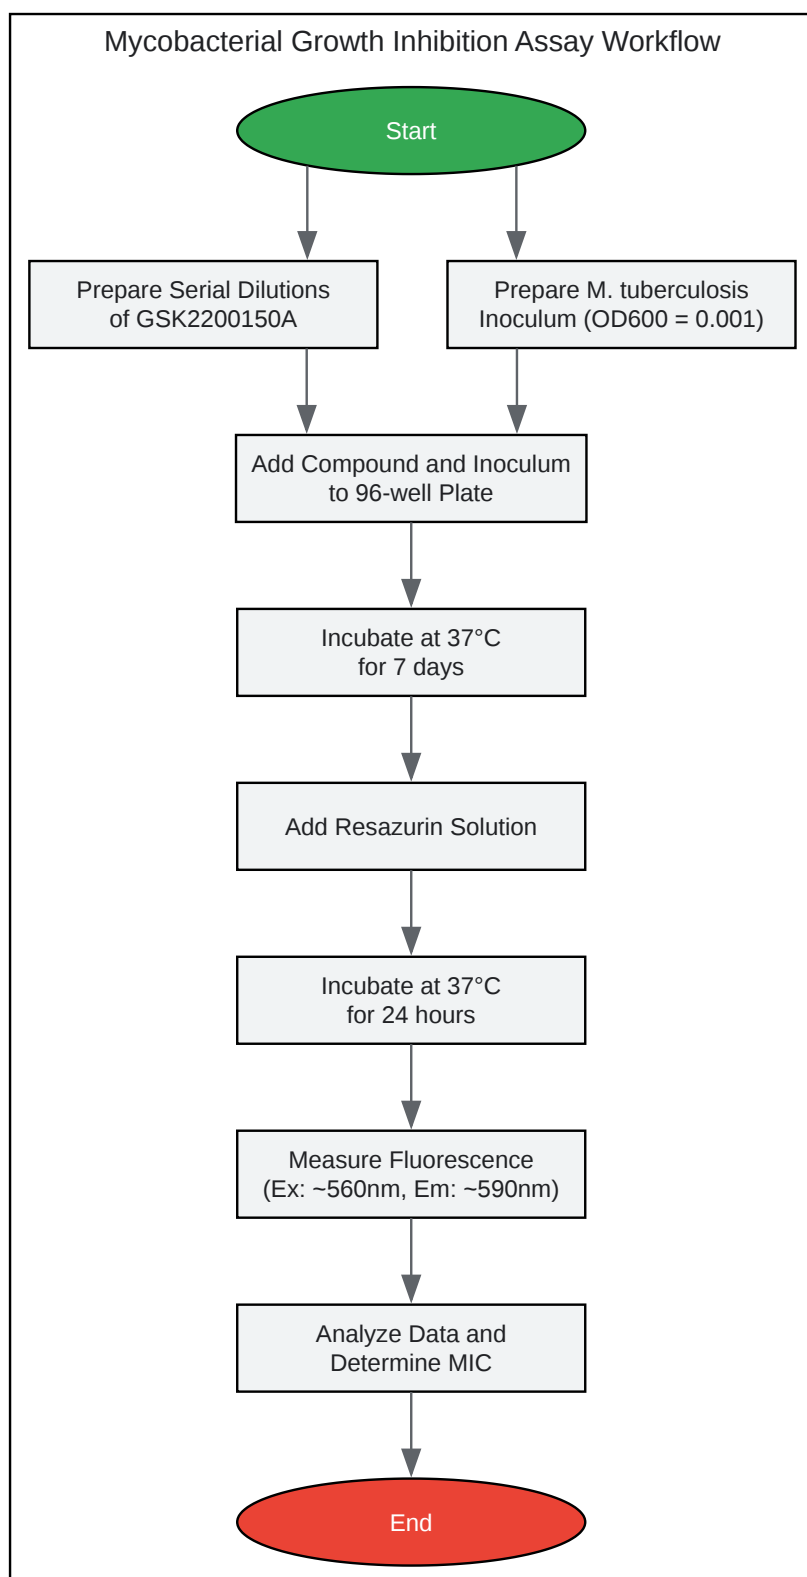 Mycobacterial Growth Inhibition Assay Workflow
Start
Prepare Serial Dilutions
of GSK2200150A
Prepare M. tuberculosis
Inoculum (OD600 = 0.001)
Add Compound and Inoculum
to 96-well Plate
Incubate at 37°C
for 7 days
Add Resazurin Solution
Incubate at 37°C
for 24 hours
Measure Fluorescence
(Ex: ~560nm, Em: ~590nm)
Analyze Data and
Determine MIC
End